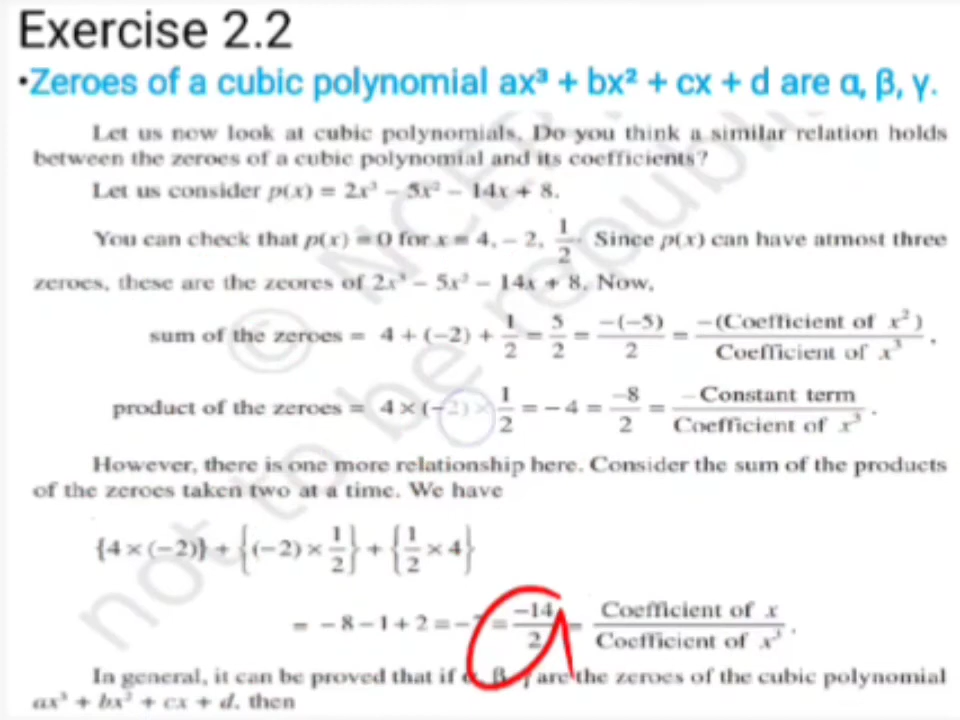 Exercise 2.2
•Zeroes of a cubic polynomial ax³ + bx² + cx + d are α, β, γ.
Let us now look at cubic polynomials. Do you think a similar relation holds
between the zeroes of a cubic polynomial and its coefficients?
Let us consider p(x) = 2x³ – 5x² – 14x + 8.
You can check that p(x) = 0 for x = 4, – 2, 1/2. Since p(x) can have atmost three
zeroes, these are the zeores of 2x³ – 5x² – 14x + 8. Now,
sum of the zeroes = 4 + (–2) + 1/2 = 5/2 = –(–5)/2 = –(Coefficient of x²)/Coefficient of x³.
product of the zeroes = 4 × (–2) × 1/2 = – 4 = –8/2 = – Constant term/Coefficient of x³.
However, there is one more relationship here. Consider the sum of the products
of the zeroes taken two at a time. We have
{4 × (–2)} + {(–2) × 1/2} + {1/2 × 4}
= – 8 – 1 + 2 = – 7 = –14/2 = Coefficient of x/Coefficient of x³.
In general, it can be proved that if α, β, γ are the zeroes of the cubic polynomial
ax³ + bx² + cx + d, then
© NCER
not to be republi